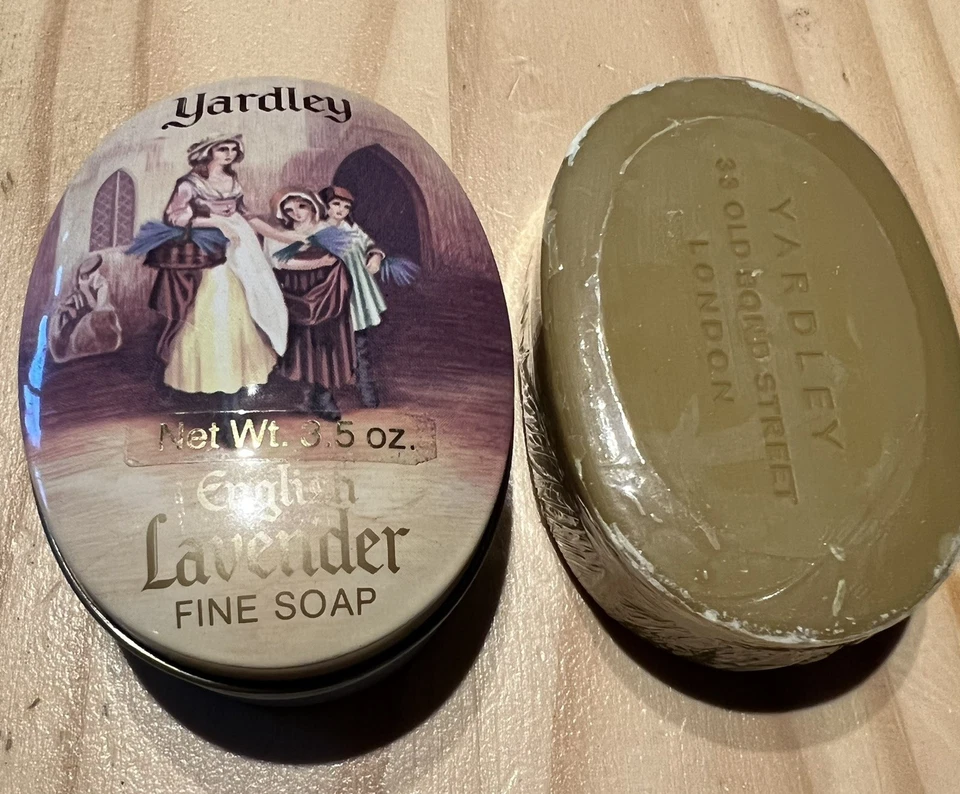 Yardley
Net Wt. 3.5 oz.
English
Lavender
FINE SOAP
YARDLEY
33 OLD BOND STREET
LONDON